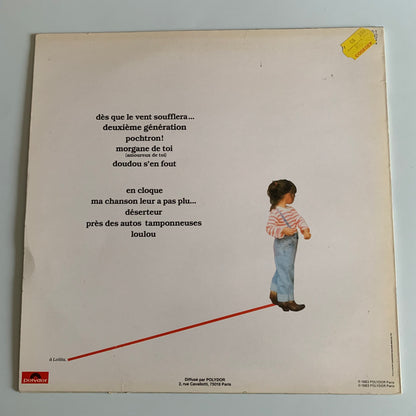 dès que le vent soufflera...
deuxième génération
pochtron!
morgane de toi
(amoureux de toi)
doudou s'en fout
en cloque
ma chanson leur a pas plu...
déserteur
près des autos tamponneuses
loulou
à Lolita,
polydor
Diffusé par POLYDOR
2, rue Cavallotti, 75018 Paris
℗ 1983 POLYDOR Paris
© 1983 POLYDOR Paris